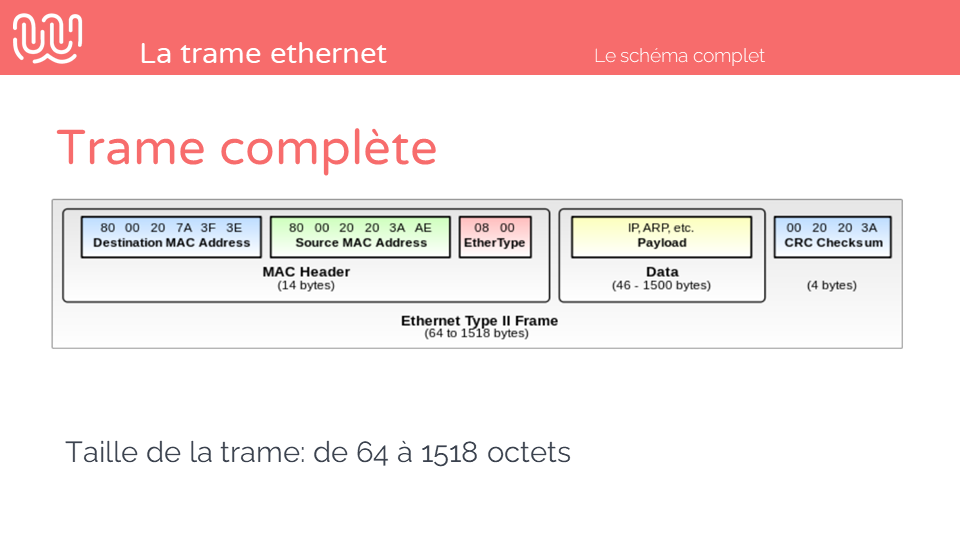 La trame ethernet
Le schéma complet
Trame complète
80 00 20 7A 3F 3E
Destination MAC Address
80 00 20 20 3A AE
Source MAC Address
08 00
EtherType
MAC Header
(14 bytes)
IP, ARP, etc.
Payload
Data
(46 - 1500 bytes)
00 20 20 3A
CRC Checksum
(4 bytes)
Ethernet Type II Frame
(64 to 1518 bytes)
Taille de la trame: de 64 à 1518 octets